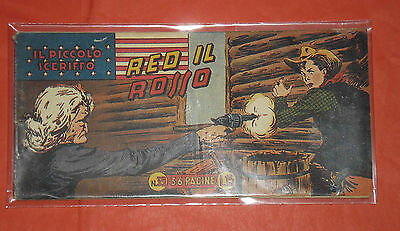 IL PICCOLO
SCERIFFO
RED IL
ROSSO
36 PAGINE